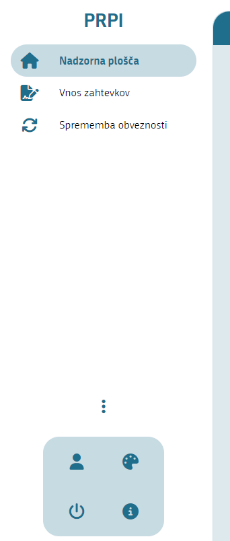 PRPI
Nadzorna plošča
Vnos zahtevkov
Sprememba obveznosti